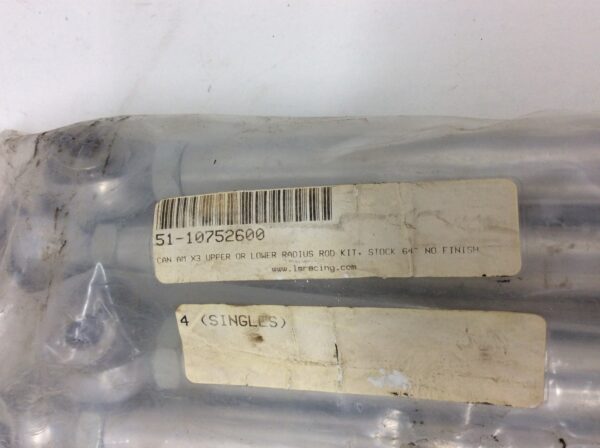 51-10752600
CAN AM X3 UPPER OR LOWER RADIUS ROD KIT, STOCK 64" NO FINISH
www.lsracing.com
4 (SINGLES)